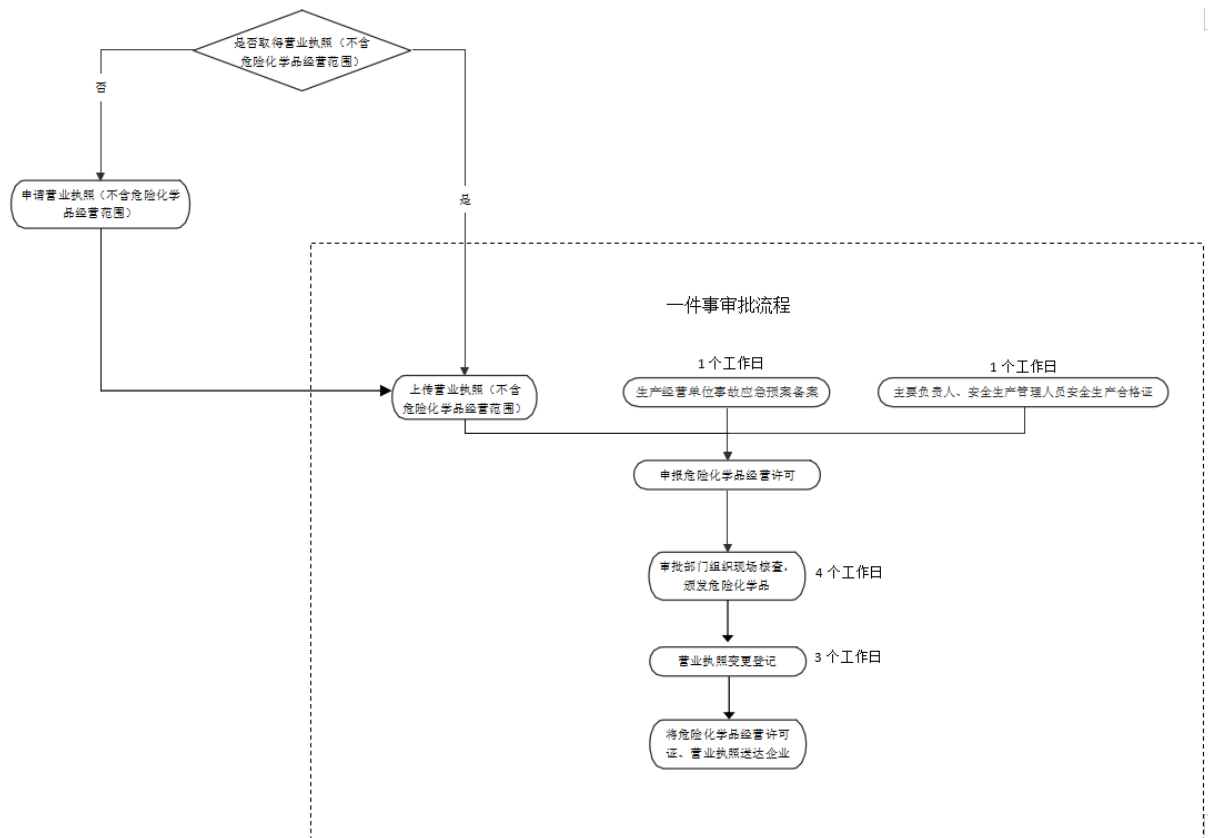 是否取得营业执照（不含
危险化学品经营范围）
否
是
申请营业执照（不含危险化学
品经营范围）
一件事审批流程
1 个工作日
1 个工作日
上传营业执照（不含
危险化学品经营范围）
生产经营单位事故应急预案备案
主要负责人、安全生产管理人员安全生产合格证
申报危险化学品经营许可
审批部门组织现场核查，
颁发危险化学品
4 个工作日
营业执照变更登记
3 个工作日
将危险化学品经营许可
证、营业执照送达企业